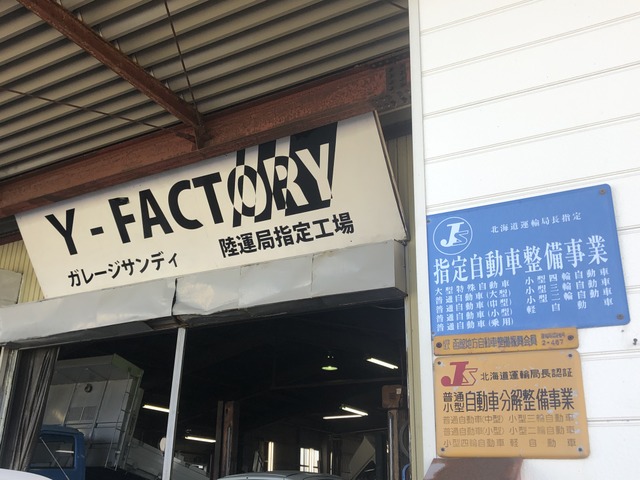 Y-FACTORY
ガレージサンディ 陸運局指定工場
JS 北海道運輸局長指定
指定自動車整備事業
大型特殊自動車 小型四輪自動車
普通自動車(大型) 小型三輪自動車
普通自動車(中型) 小型二輪自動車
普通自動車(小型) 軽自動車
普通自動車(乗用)
2-467
JS 北海道運輸局長認証
普通
小型 自動車分解整備事業
普通自動車(中型) 小型三輪自動車
普通自動車(小型) 小型二輪自動車
小型四輪自動車 軽自動車